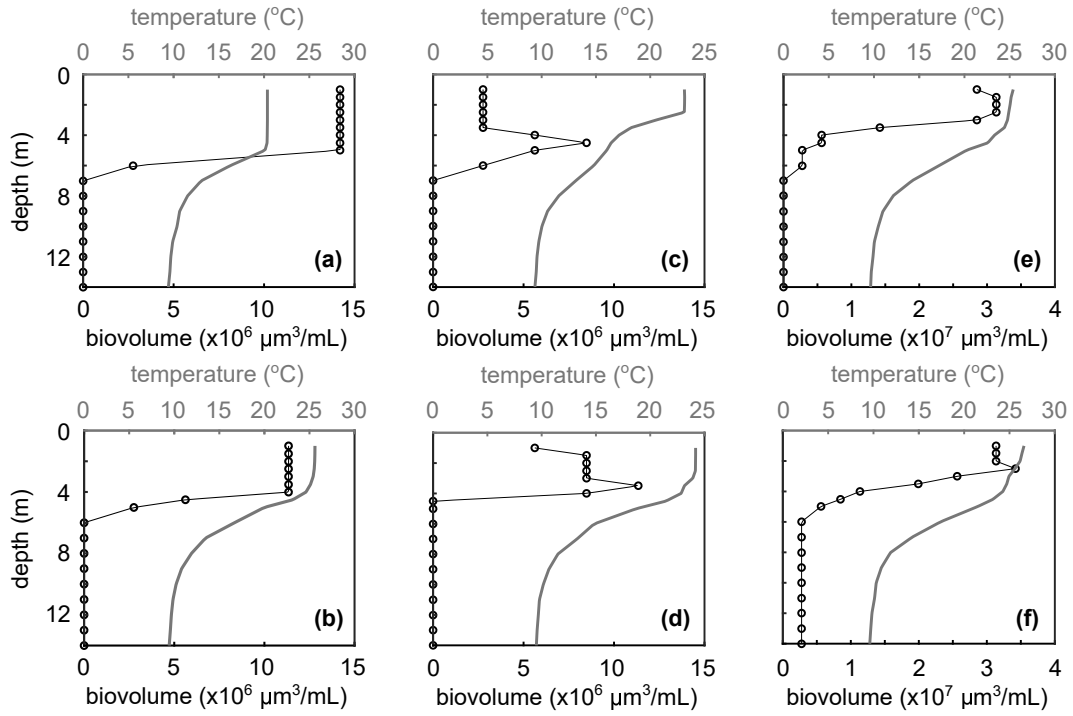 temperature (°C)
0 5 10 15 20 25 30
0
4
8
12
depth (m)
(a)
0 5 10 15
biovolume (x10⁶ µm³/mL)
temperature (°C)
0 5 10 15 20 25
(c)
0 5 10 15
biovolume (x10⁶ µm³/mL)
temperature (°C)
0 5 10 15 20 25 30
(e)
0 1 2 3 4
biovolume (x10⁷ µm³/mL)
temperature (°C)
0 5 10 15 20 25 30
0
4
8
12
depth (m)
(b)
0 5 10 15
biovolume (x10⁶ µm³/mL)
temperature (°C)
0 5 10 14 19 24
(d)
0 5 10 15
biovolume (x10⁶ µm³/mL)
temperature (°C)
0 5 10 15 20 25 30
(f)
0 1 2 3 4
biovolume (x10⁷ µm³/mL)